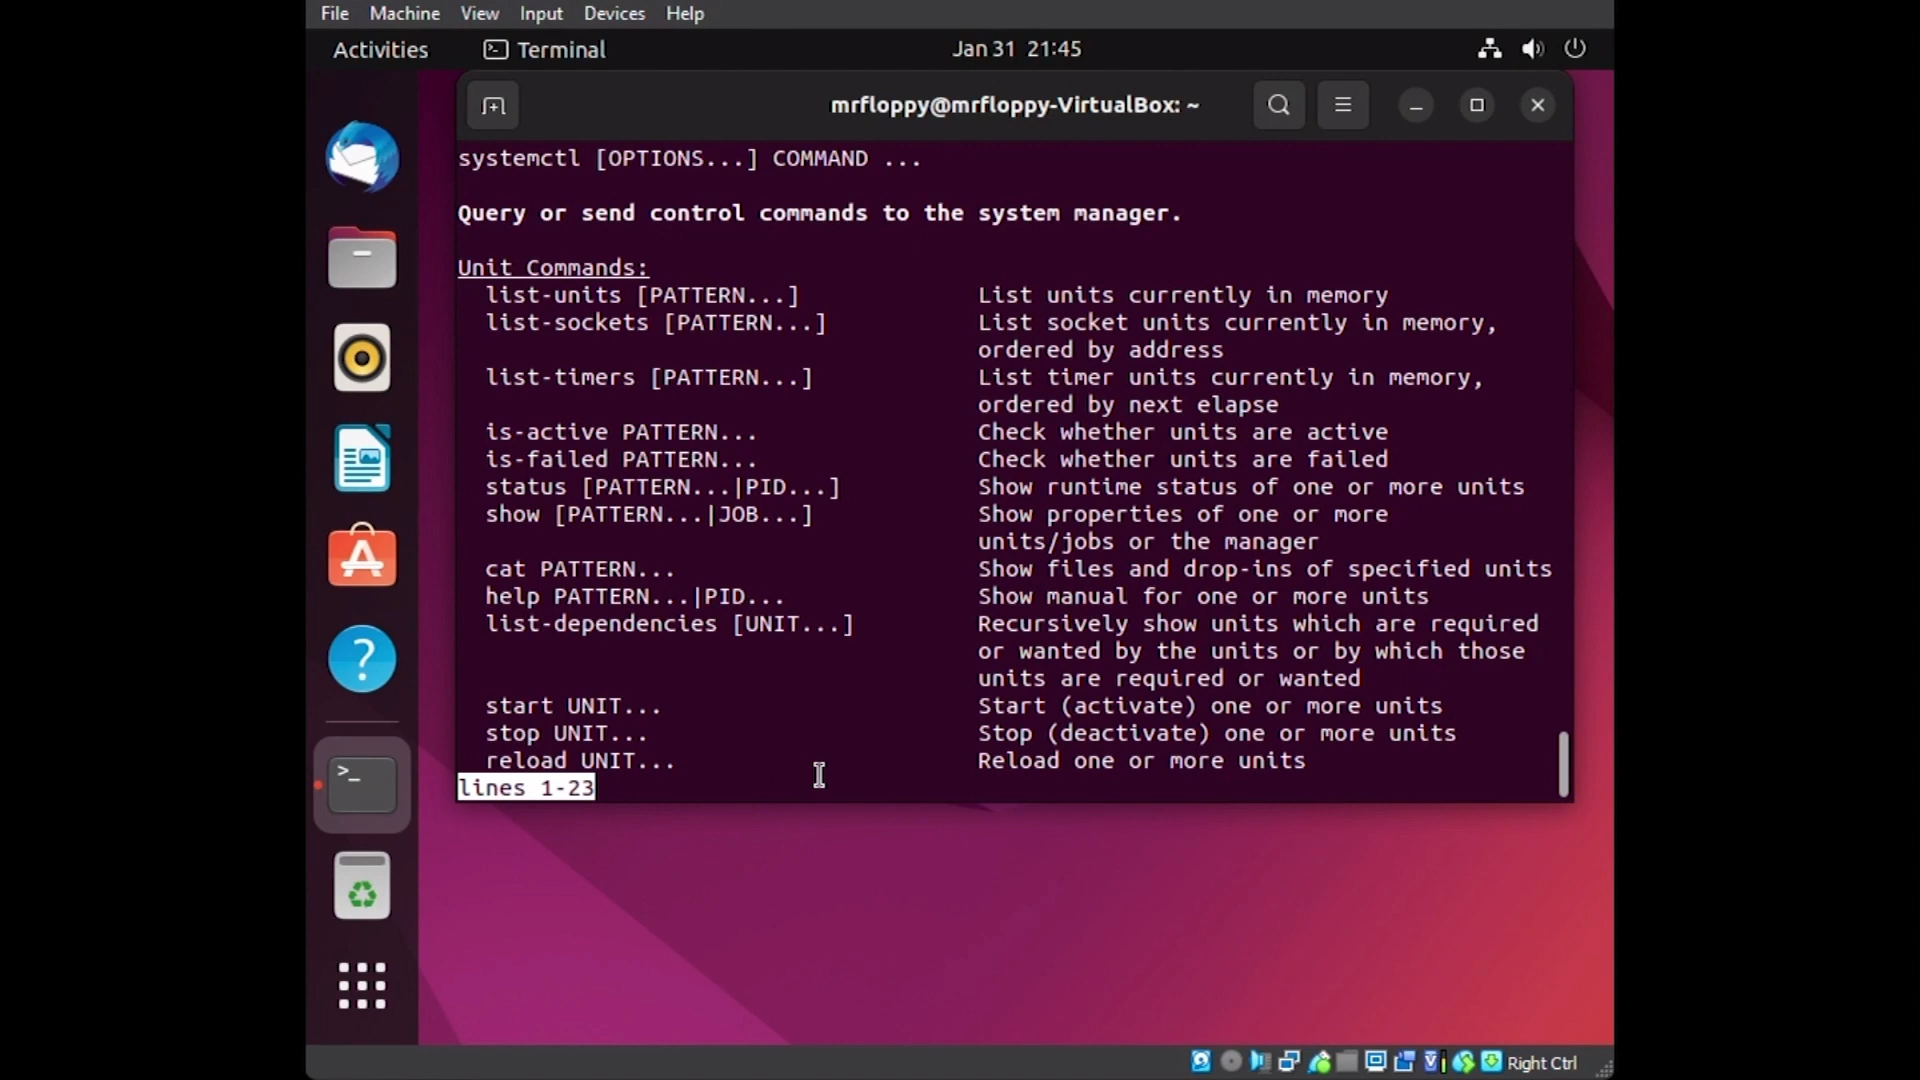 File Machine View Input Devices Help
Activities Terminal Jan 31 21:45
mrfloppy@mrfloppy-VirtualBox: ~
systemctl [OPTIONS...] COMMAND ...
Query or send control commands to the system manager.
Unit Commands:
list-units [PATTERN...] List units currently in memory
list-sockets [PATTERN...] List socket units currently in memory,
ordered by address
list-timers [PATTERN...] List timer units currently in memory,
ordered by next elapse
is-active PATTERN... Check whether units are active
is-failed PATTERN... Check whether units are failed
status [PATTERN...|PID...] Show runtime status of one or more units
show [PATTERN...|JOB...] Show properties of one or more
units/jobs or the manager
cat PATTERN... Show files and drop-ins of specified units
help PATTERN...|PID... Show manual for one or more units
list-dependencies [UNIT...] Recursively show units which are required
or wanted by the units or by which those
units are required or wanted
start UNIT... Start (activate) one or more units
stop UNIT... Stop (deactivate) one or more units
reload UNIT... Reload one or more units
lines 1-23
Right Ctrl